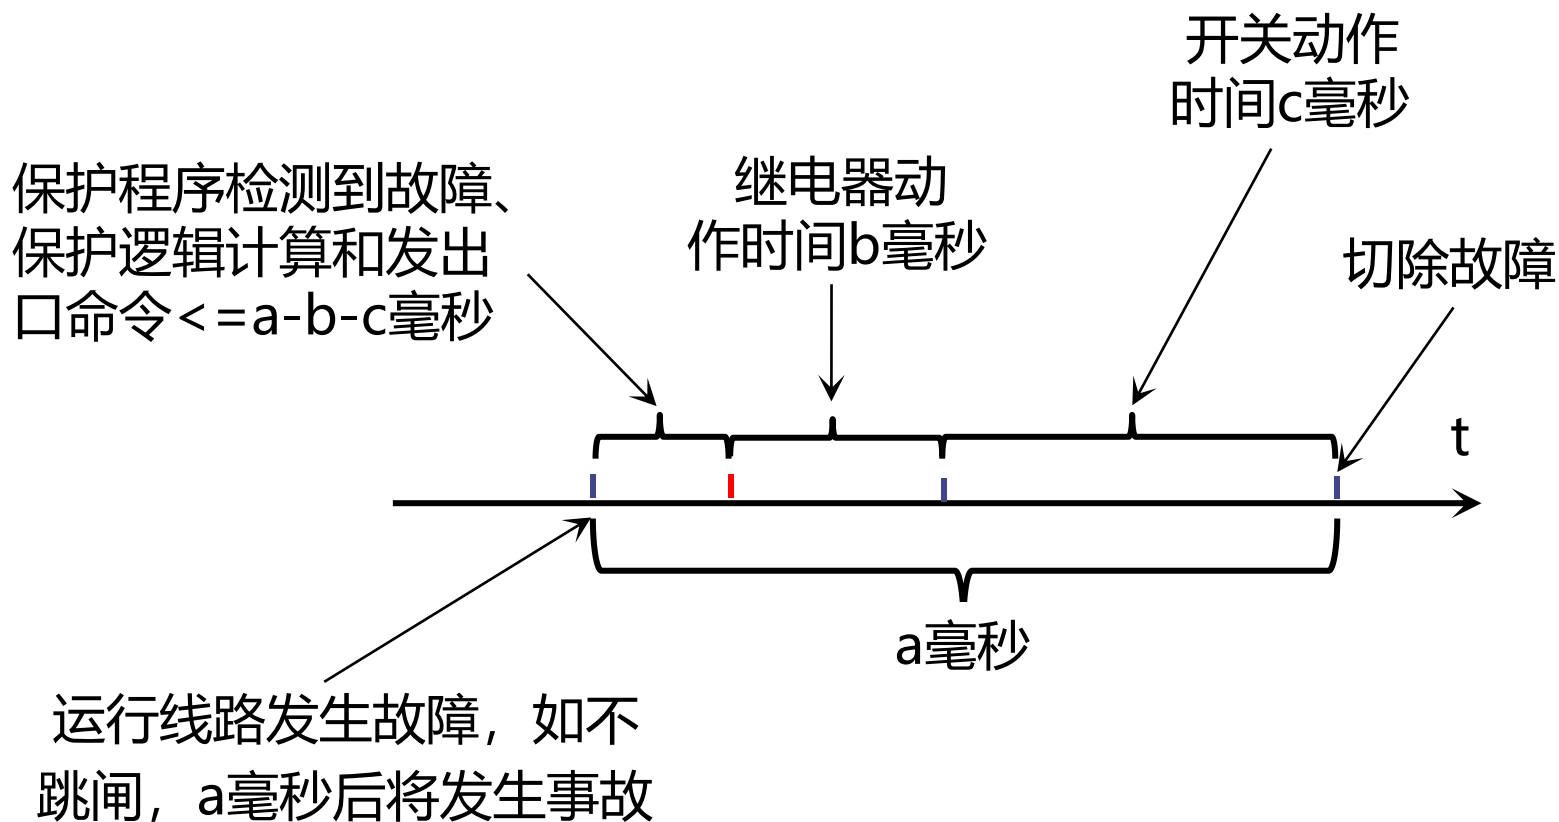 开关动作
时间c毫秒
继电器动
作时间b毫秒
保护程序检测到故障、
保护逻辑计算和发出
口命令<=a-b-c毫秒
切除故障
t
a毫秒
运行线路发生故障，如不
跳闸，a毫秒后将发生事故